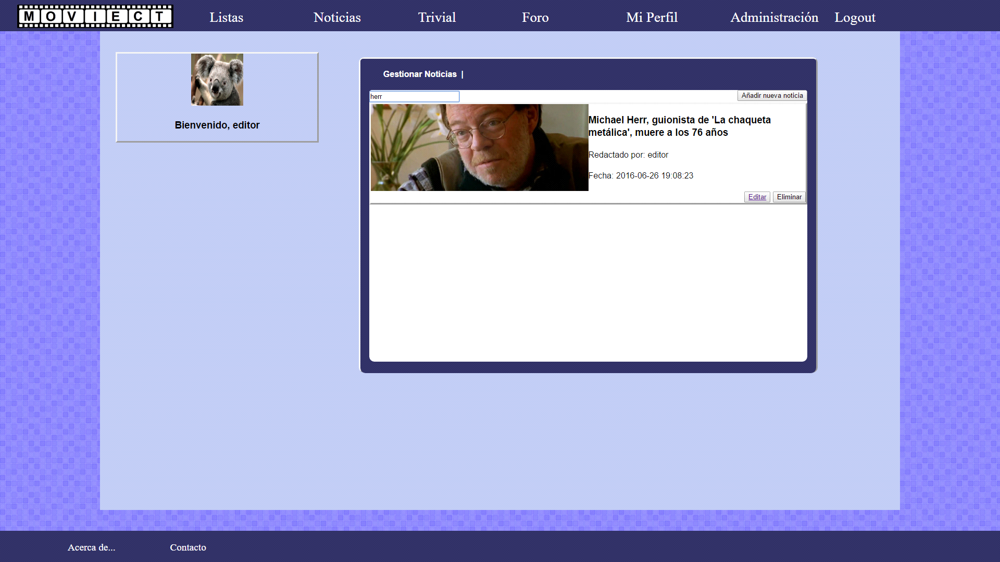 MOVIECT
Listas
Noticias
Trivial
Foro
Mi Perfil
Administración
Logout
Bienvenido, editor
Gestionar Noticias |
herr
Añadir nueva noticia
Michael Herr, guionista de 'La chaqueta
metálica', muere a los 76 años
Redactado por: editor
Fecha: 2016-06-26 19:08:23
Editar
Eliminar
Acerca de...
Contacto